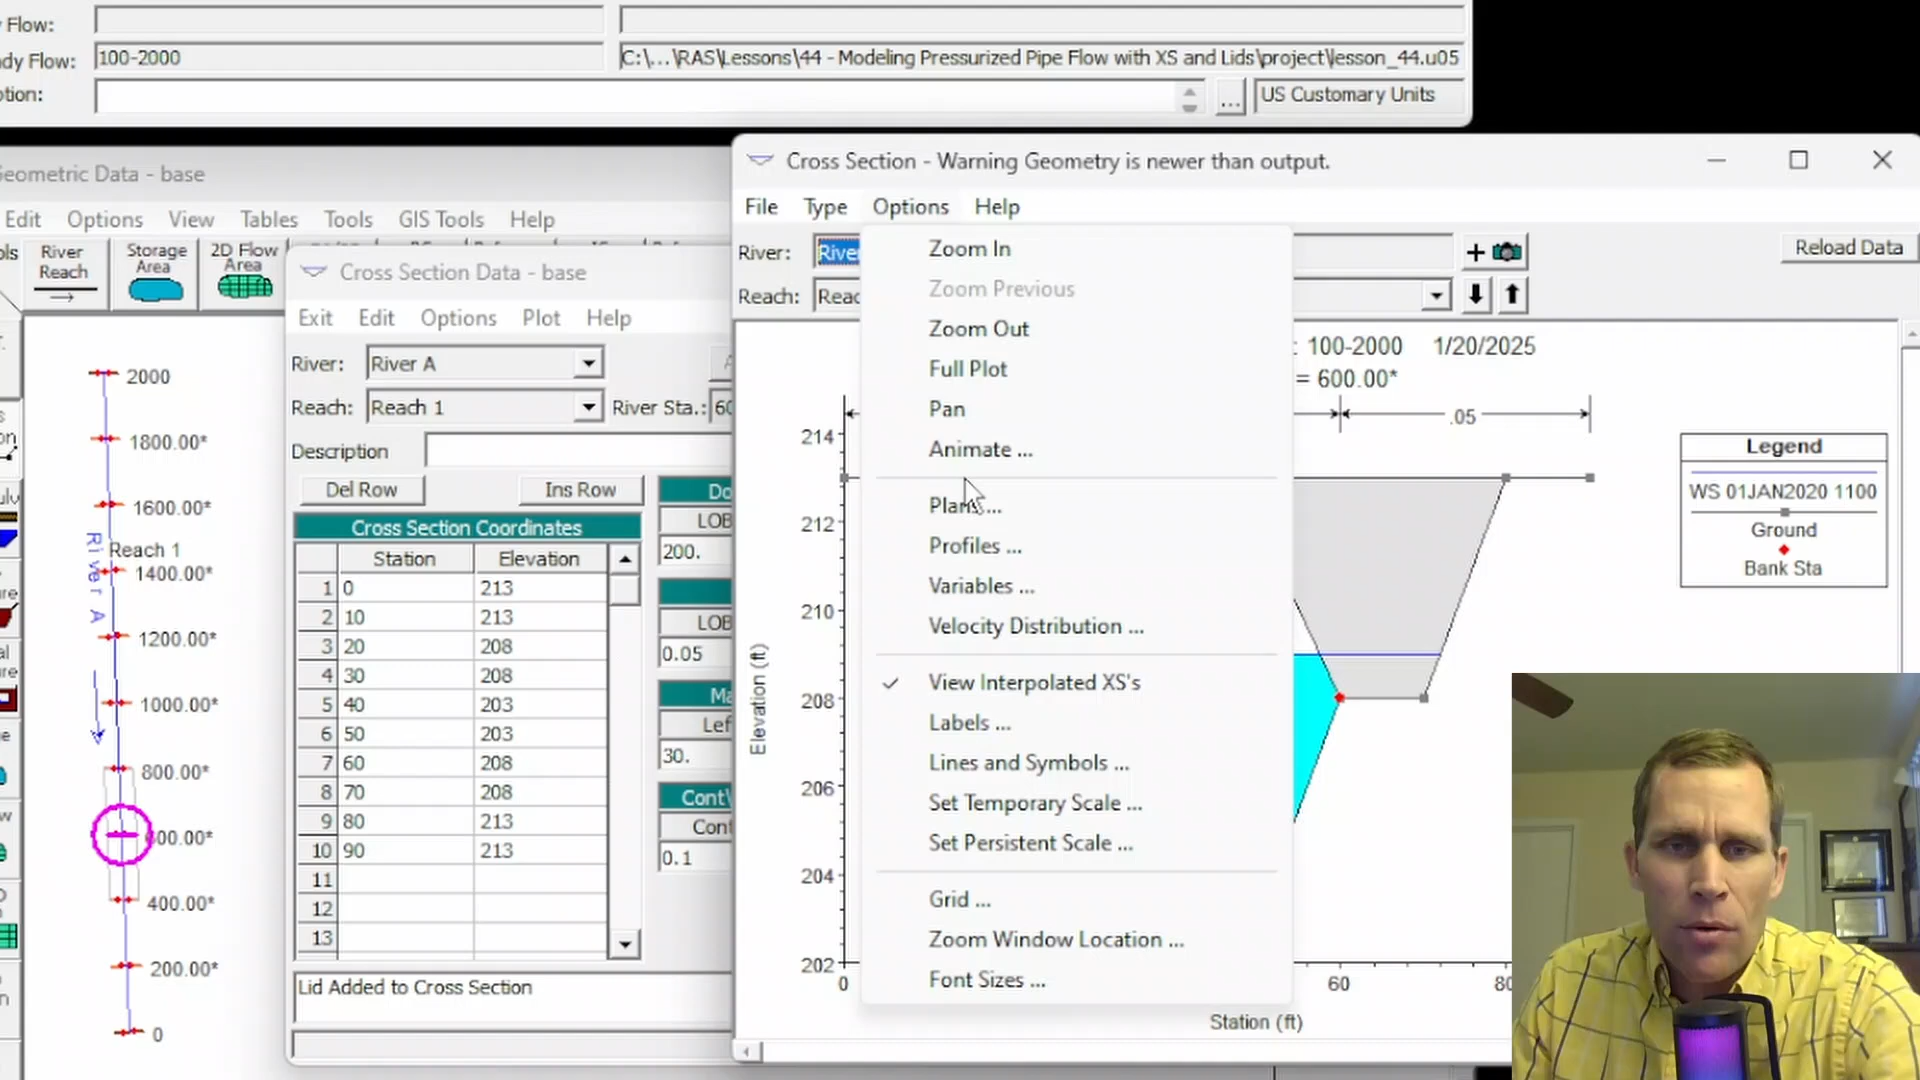 Flow:
dy Flow: 100-2000 C:\...\RAS\Lessons\44 - Modeling Pressurized Pipe Flow with XS and Lids\project\lesson_44.u05
tion: ... US Customary Units
Geometric Data - base
Edit Options View Tables Tools GIS Tools Help
River Reach
Storage Area
2D Flow Area
2000
1800.00*
1600.00*
Reach 1
1400.00*
River A
1200.00*
1000.00*
800.00*
600.00*
400.00*
200.00*
0
Cross Section Data - base
Exit Edit Options Plot Help
River: River A
Reach: Reach 1 River Sta.: 60
Description
Del Row Ins Row
Cross Section Coordinates
Station Elevation
1 0 213
2 10 213
3 20 208
4 30 208
5 40 203
6 50 203
7 60 208
8 70 208
9 80 213
10 90 213
11
12
13
Do
LOB
200.
LOB
0.05
Ma
Lef
30.
Cont\
Cont
0.1
Lid Added to Cross Section
Cross Section - Warning Geometry is newer than output.
File Type Options Help
River: River
Reach: Reac
Reload Data
Zoom In
Zoom Previous
Zoom Out
Full Plot
Pan
Animate ...
Plans ...
Profiles ...
Variables ...
Velocity Distribution ...
View Interpolated XS's
Labels ...
Lines and Symbols ...
Set Temporary Scale ...
Set Persistent Scale ...
Grid ...
Zoom Window Location ...
Font Sizes ...
: 100-2000 1/20/2025
= 600.00*
.05
214
212
210
208
206
204
202
Elevation (ft)
0 60 80
Station (ft)
Legend
WS 01JAN2020 1100
Ground
Bank Sta